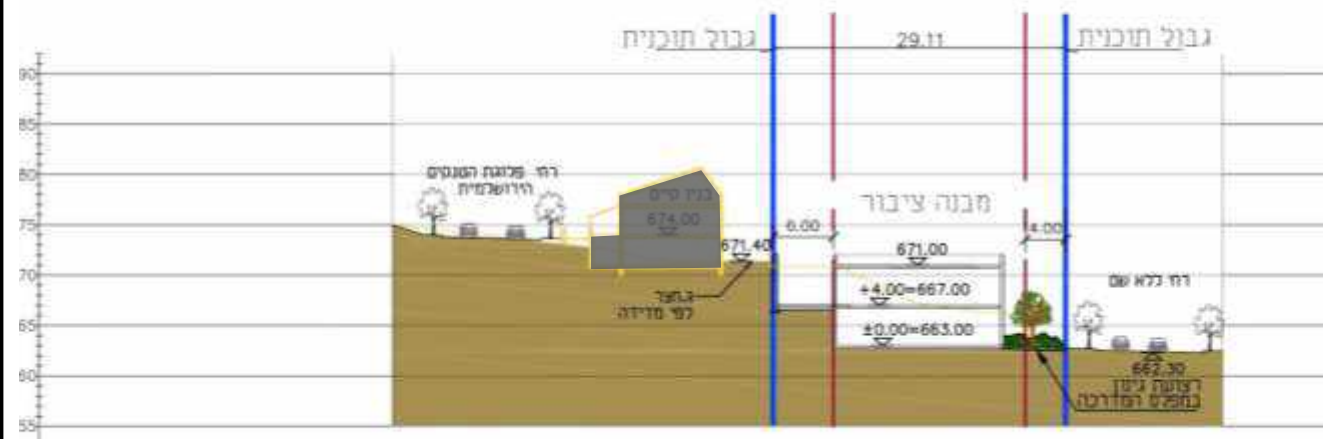 גבול תוכנית
29.11
גבול תוכנית
90
85
80
75
70
65
60
55
רח׳ פלוגת הטנקים
הירושלמית
בנין קיים
674.00
671.40
ג.חצר
לפי מדידה
6.00
מבנה ציבור
4.00
671.00
+4.00=667.00
±0.00=663.00
רח׳ ללא שם
662.30
רצועת גינון
במפלס המדרכה